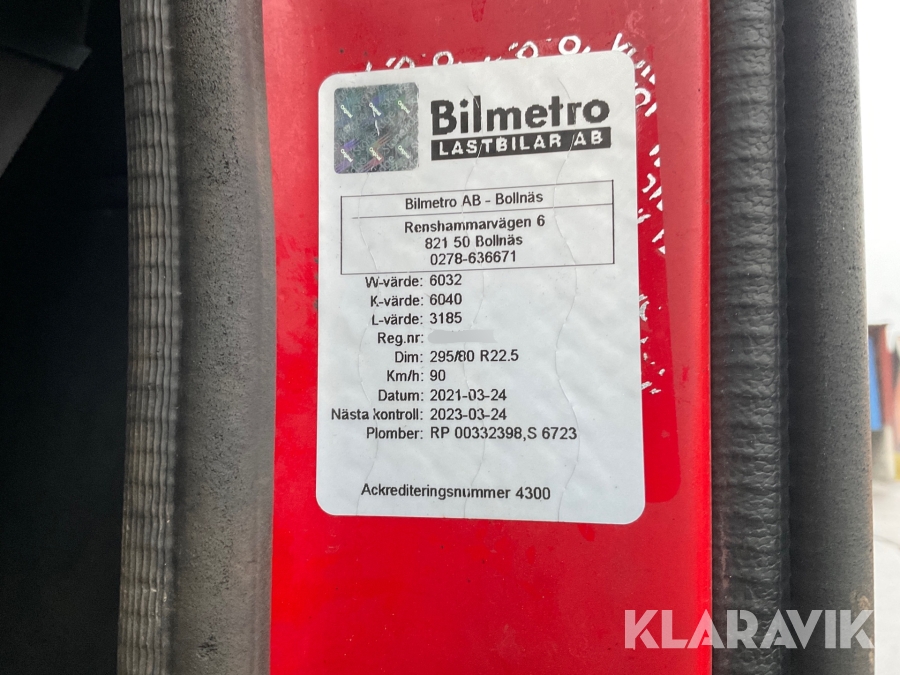 Bilmetro
LASTBILAR AB
Bilmetro AB - Bollnäs
Renshammarvägen 6
821 50 Bollnäs
0278-636671
W-värde: 6032
K-värde: 6040
L-värde: 3185
Reg.nr:
Dim: 295/80 R22.5
Km/h: 90
Datum: 2021-03-24
Nästa kontroll: 2023-03-24
Plomber: RP 00332398,S 6723
Ackrediteringsnummer 4300
KLARAVIK